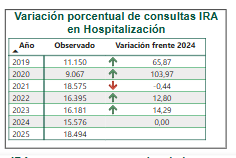 Variación porcentual de consultas IRA
en Hospitalización
Año Observado Variación frente 2024
2019 11.150 65,87
2020 9.067 103,97
2021 18.575 -0,44
2022 16.395 12,80
2023 16.181 14,29
2024 15.576 0,00
2025 18.494